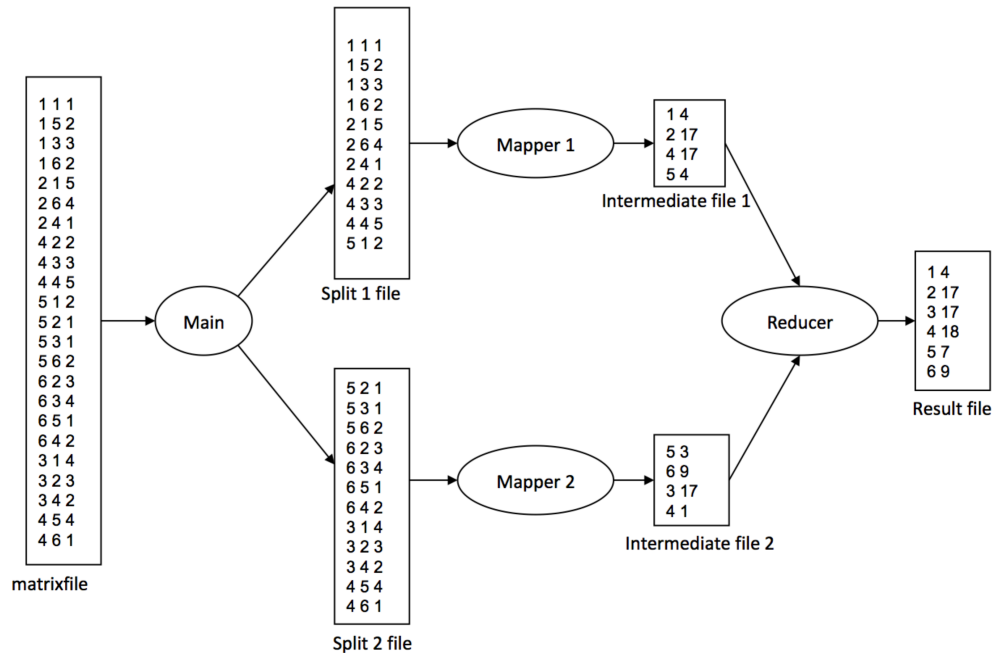 1 1 1
1 5 2
1 3 3
1 6 2
2 1 5
2 6 4
2 4 1
4 2 2
4 3 3
4 4 5
5 1 2
5 2 1
5 3 1
5 6 2
6 2 3
6 3 4
6 5 1
6 4 2
3 1 4
3 2 3
3 4 2
4 5 4
4 6 1
matrixfile
Main
1 1 1
1 5 2
1 3 3
1 6 2
2 1 5
2 6 4
2 4 1
4 2 2
4 3 3
4 4 5
5 1 2
Split 1 file
5 2 1
5 3 1
5 6 2
6 2 3
6 3 4
6 5 1
6 4 2
3 1 4
3 2 3
3 4 2
4 5 4
4 6 1
Split 2 file
Mapper 1
Mapper 2
1 4
2 17
4 17
5 4
Intermediate file 1
5 3
6 9
3 17
4 1
Intermediate file 2
Reducer
1 4
2 17
3 17
4 18
5 7
6 9
Result file